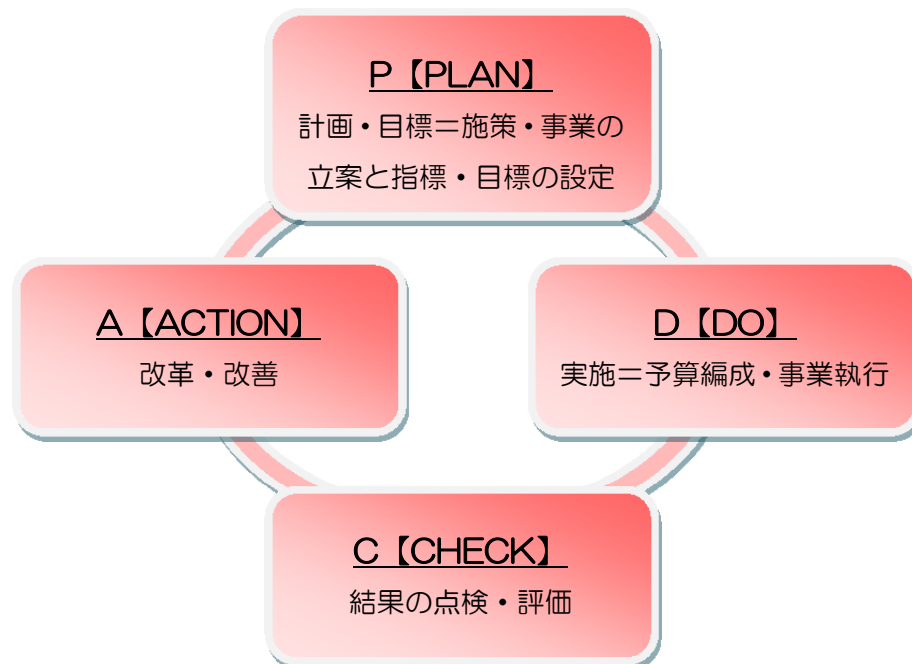 P【PLAN】
計画・目標＝施策・事業の
立案と指標・目標の設定
A【ACTION】
改革・改善
D【DO】
実施＝予算編成・事業執行
C【CHECK】
結果の点検・評価